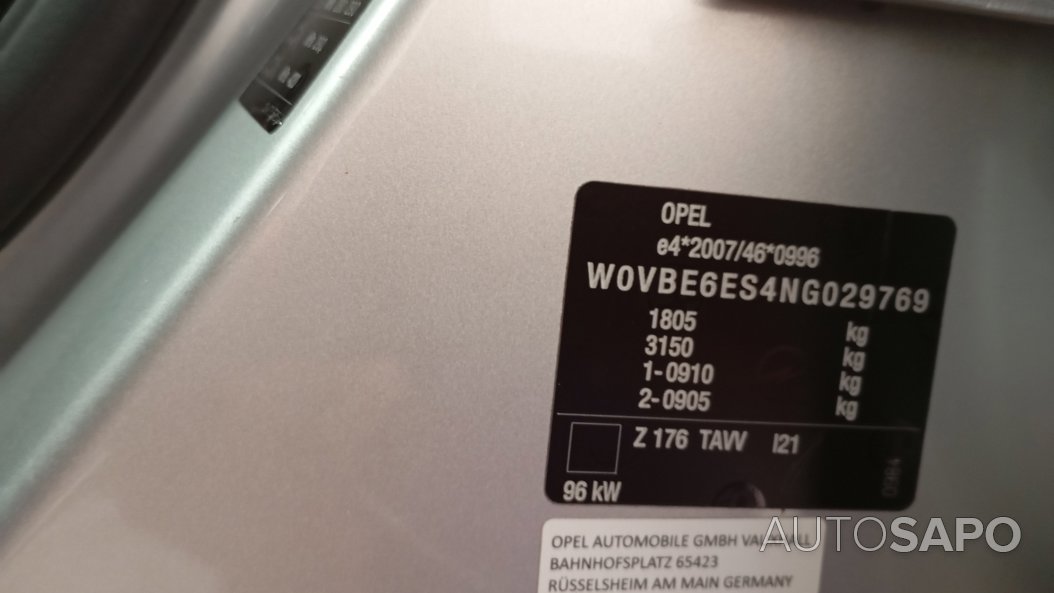 OPEL
e4*2007/46*0996
W0VBE6ES4NG029769
1805 kg
3150 kg
1-0910 kg
2-0905 kg
Z 176 TAVV I21
96 kW
OPEL AUTOMOBILE GMBH
BAHNHOFSPLATZ 65423
RÜSSELSHEIM AM MAIN GERMANY
AUTOSAPO